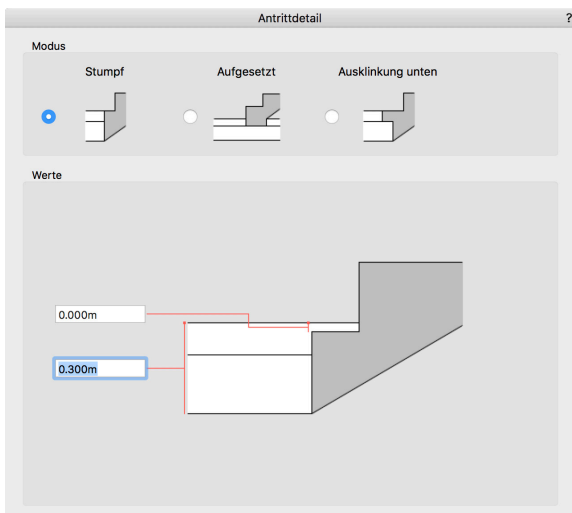 Antrittdetail ?
Modus
Stumpf Aufgesetzt Ausklinkung unten
Werte
0.000m
0.300m